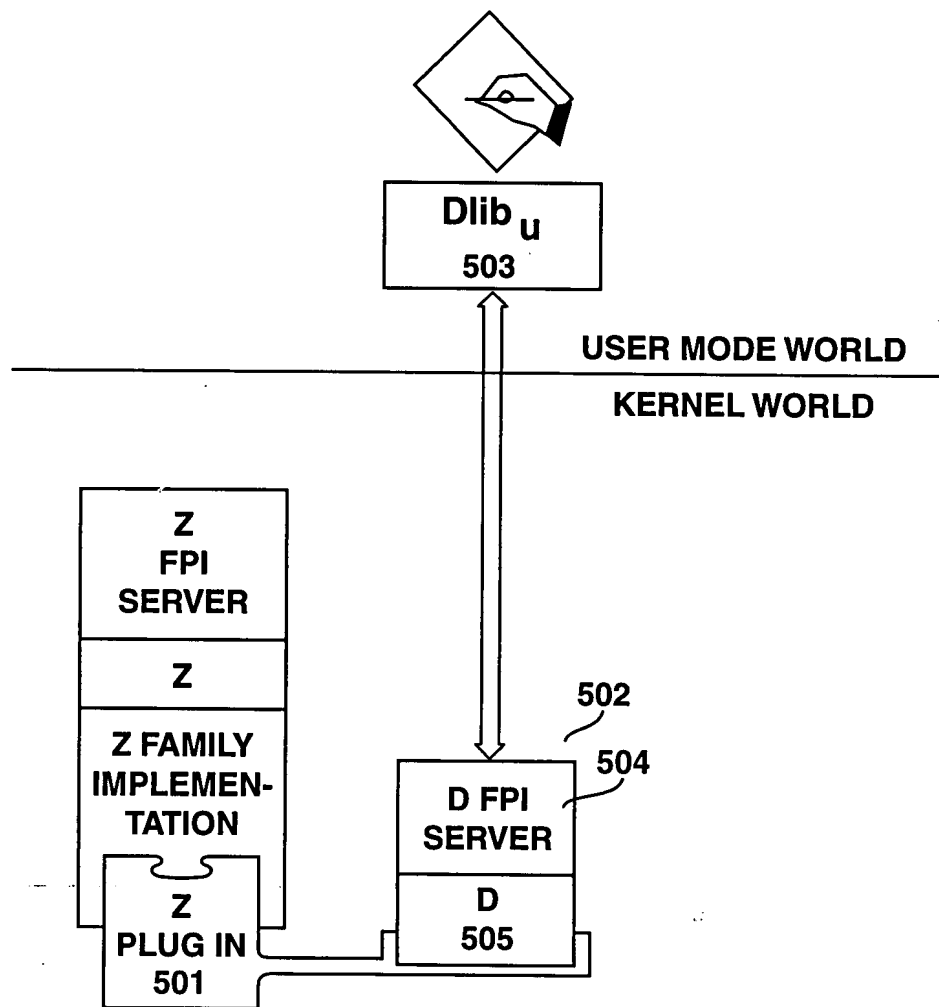 Dlib u
503
USER MODE WORLD
KERNEL WORLD
Z
FPI
SERVER
Z
Z FAMILY
IMPLEMEN-
TATION
Z
PLUG IN
501
502
504
D FPI
SERVER
D
505